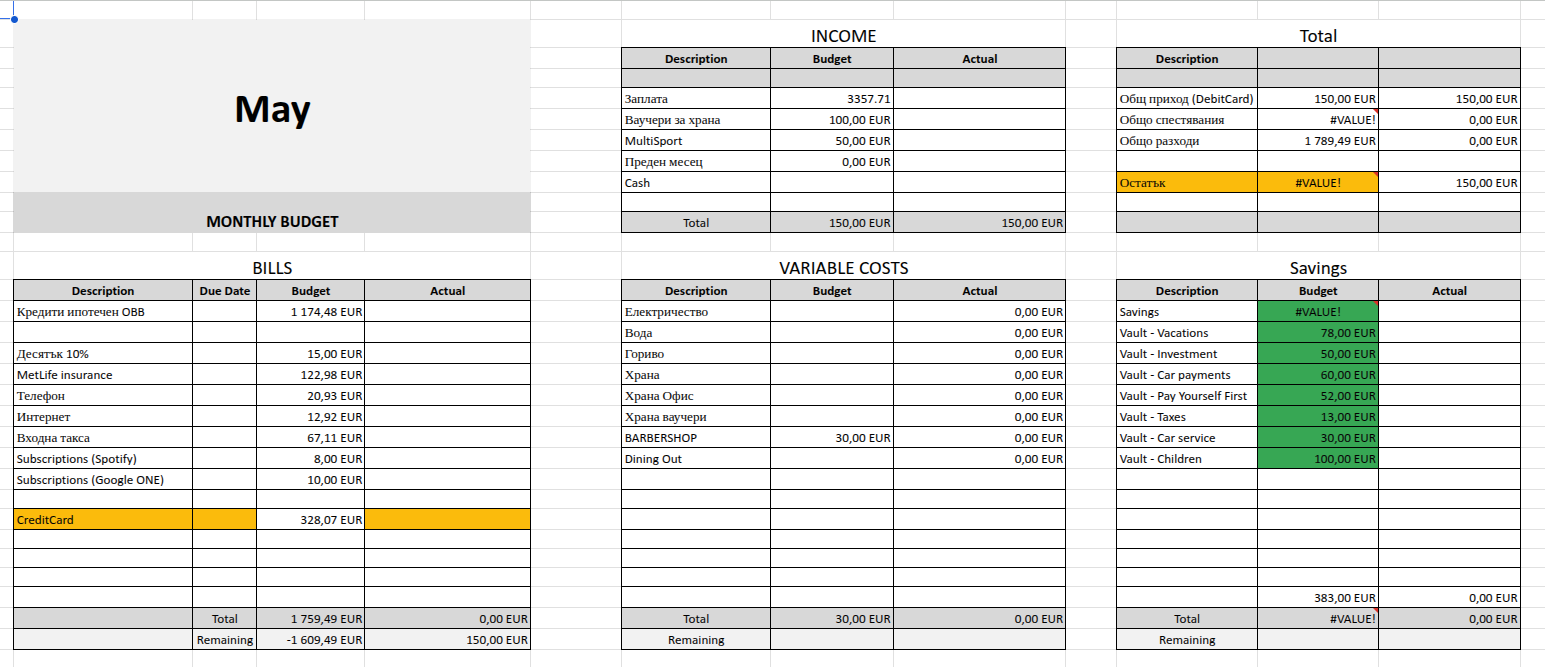 May
MONTHLY BUDGET
INCOME
Description Budget Actual
Заплата 3357.71
Ваучери за храна 100,00 EUR
MultiSport 50,00 EUR
Преден месец 0,00 EUR
Cash
Total 150,00 EUR 150,00 EUR
Total
Description
Общ приход (DebitCard) 150,00 EUR 150,00 EUR
Общо спестявания #VALUE! 0,00 EUR
Общо разходи 1 789,49 EUR 0,00 EUR
Остатък #VALUE! 150,00 EUR
BILLS
Description Due Date Budget Actual
Кредити ипотечен ОВВ 1 174,48 EUR
Десятък 10% 15,00 EUR
MetLife insurance 122,98 EUR
Телефон 20,93 EUR
Интернет 12,92 EUR
Входна такса 67,11 EUR
Subscriptions (Spotify) 8,00 EUR
Subscriptions (Google ONE) 10,00 EUR
CreditCard 328,07 EUR
Total 1 759,49 EUR 0,00 EUR
Remaining -1 609,49 EUR 150,00 EUR
VARIABLE COSTS
Description Budget Actual
Електричество 0,00 EUR
Вода 0,00 EUR
Гориво 0,00 EUR
Храна 0,00 EUR
Храна Офис 0,00 EUR
Храна ваучери 0,00 EUR
BARBERSHOP 30,00 EUR 0,00 EUR
Dining Out 0,00 EUR
Total 30,00 EUR 0,00 EUR
Remaining
Savings
Description Budget Actual
Savings #VALUE!
Vault - Vacations 78,00 EUR
Vault - Investment 50,00 EUR
Vault - Car payments 60,00 EUR
Vault - Pay Yourself First 52,00 EUR
Vault - Taxes 13,00 EUR
Vault - Car service 30,00 EUR
Vault - Children 100,00 EUR
383,00 EUR 0,00 EUR
Total #VALUE! 0,00 EUR
Remaining